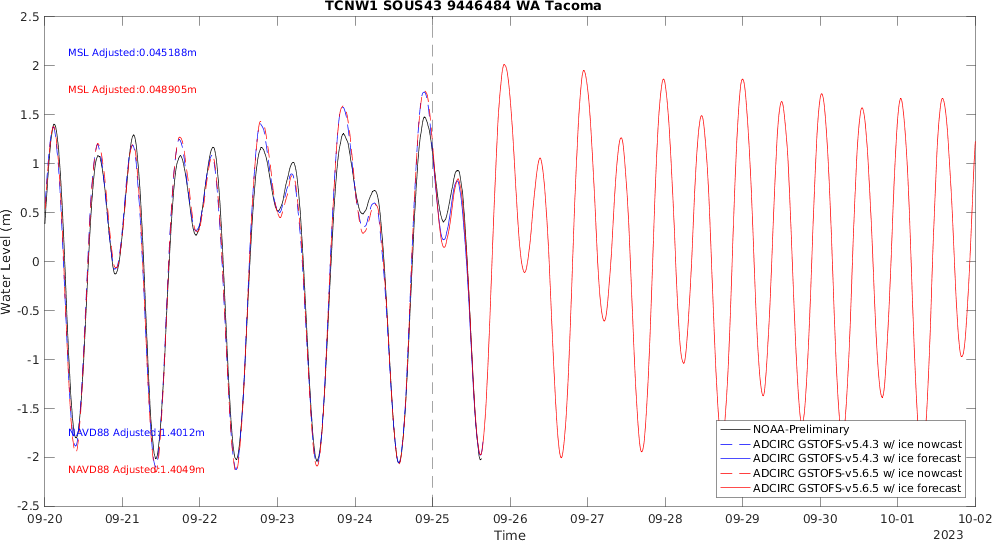 TCNW1 SOUS43 9446484 WA Tacoma
2.5
2
1.5
1
0.5
0
-0.5
-1
-1.5
-2
-2.5
Water Level (m)
MSL Adjusted:0.045188m
MSL Adjusted:0.048905m
NAVD88 Adjusted:1.4012m
NAVD88 Adjusted:1.4049m
NOAA-Preliminary
ADCIRC GSTOFS-v5.4.3 w/ ice nowcast
ADCIRC GSTOFS-v5.4.3 w/ ice forecast
ADCIRC GSTOFS-v5.6.5 w/ ice nowcast
ADCIRC GSTOFS-v5.6.5 w/ ice forecast
09-20 09-21 09-22 09-23 09-24 09-25 09-26 09-27 09-28 09-29 09-30 10-01 10-02
Time
2023